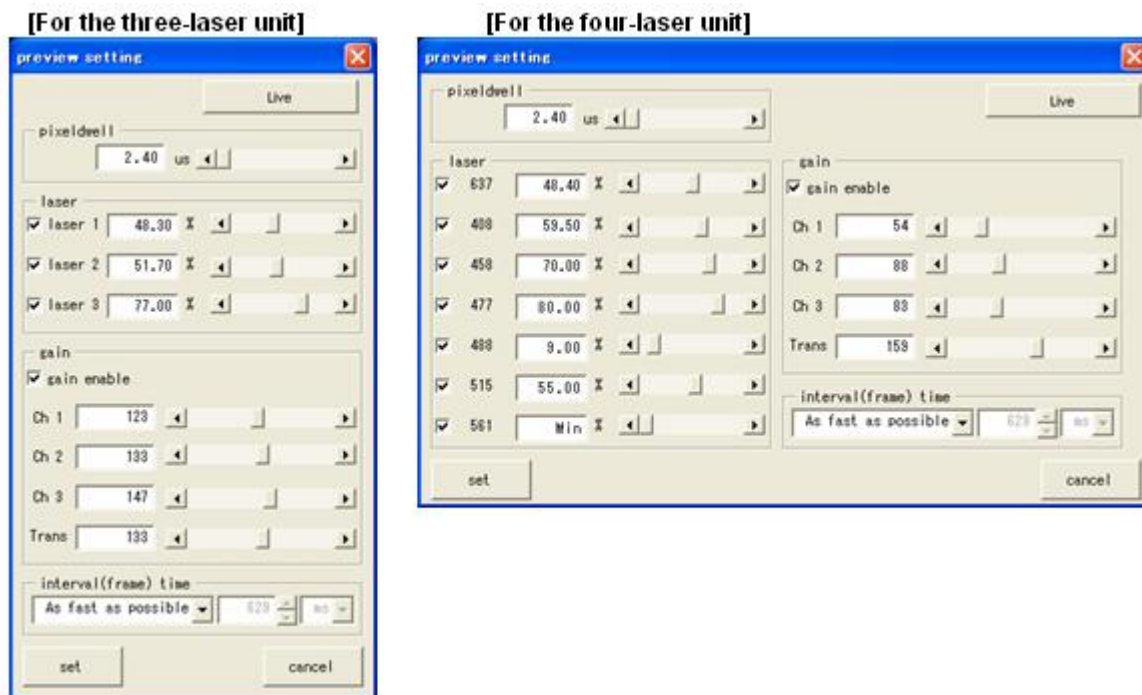 [For the three-laser unit]
preview setting
Live
pixeldwell
2.40 us
laser
laser 1 48.30 %
laser 2 51.70 %
laser 3 77.00 %
gain
gain enable
Ch 1 123
Ch 2 133
Ch 3 147
Trans 133
interval(frame) time
As fast as possible 629 ms
set cancel
[For the four-laser unit]
preview setting
pixeldwell
2.40 us
Live
laser
637 48.40 %
408 59.50 %
458 70.00 %
477 80.00 %
488 9.00 %
515 55.00 %
561 Min %
gain
gain enable
Ch 1 54
Ch 2 88
Ch 3 83
Trans 159
interval(frame) time
As fast as possible 629 ms
set cancel